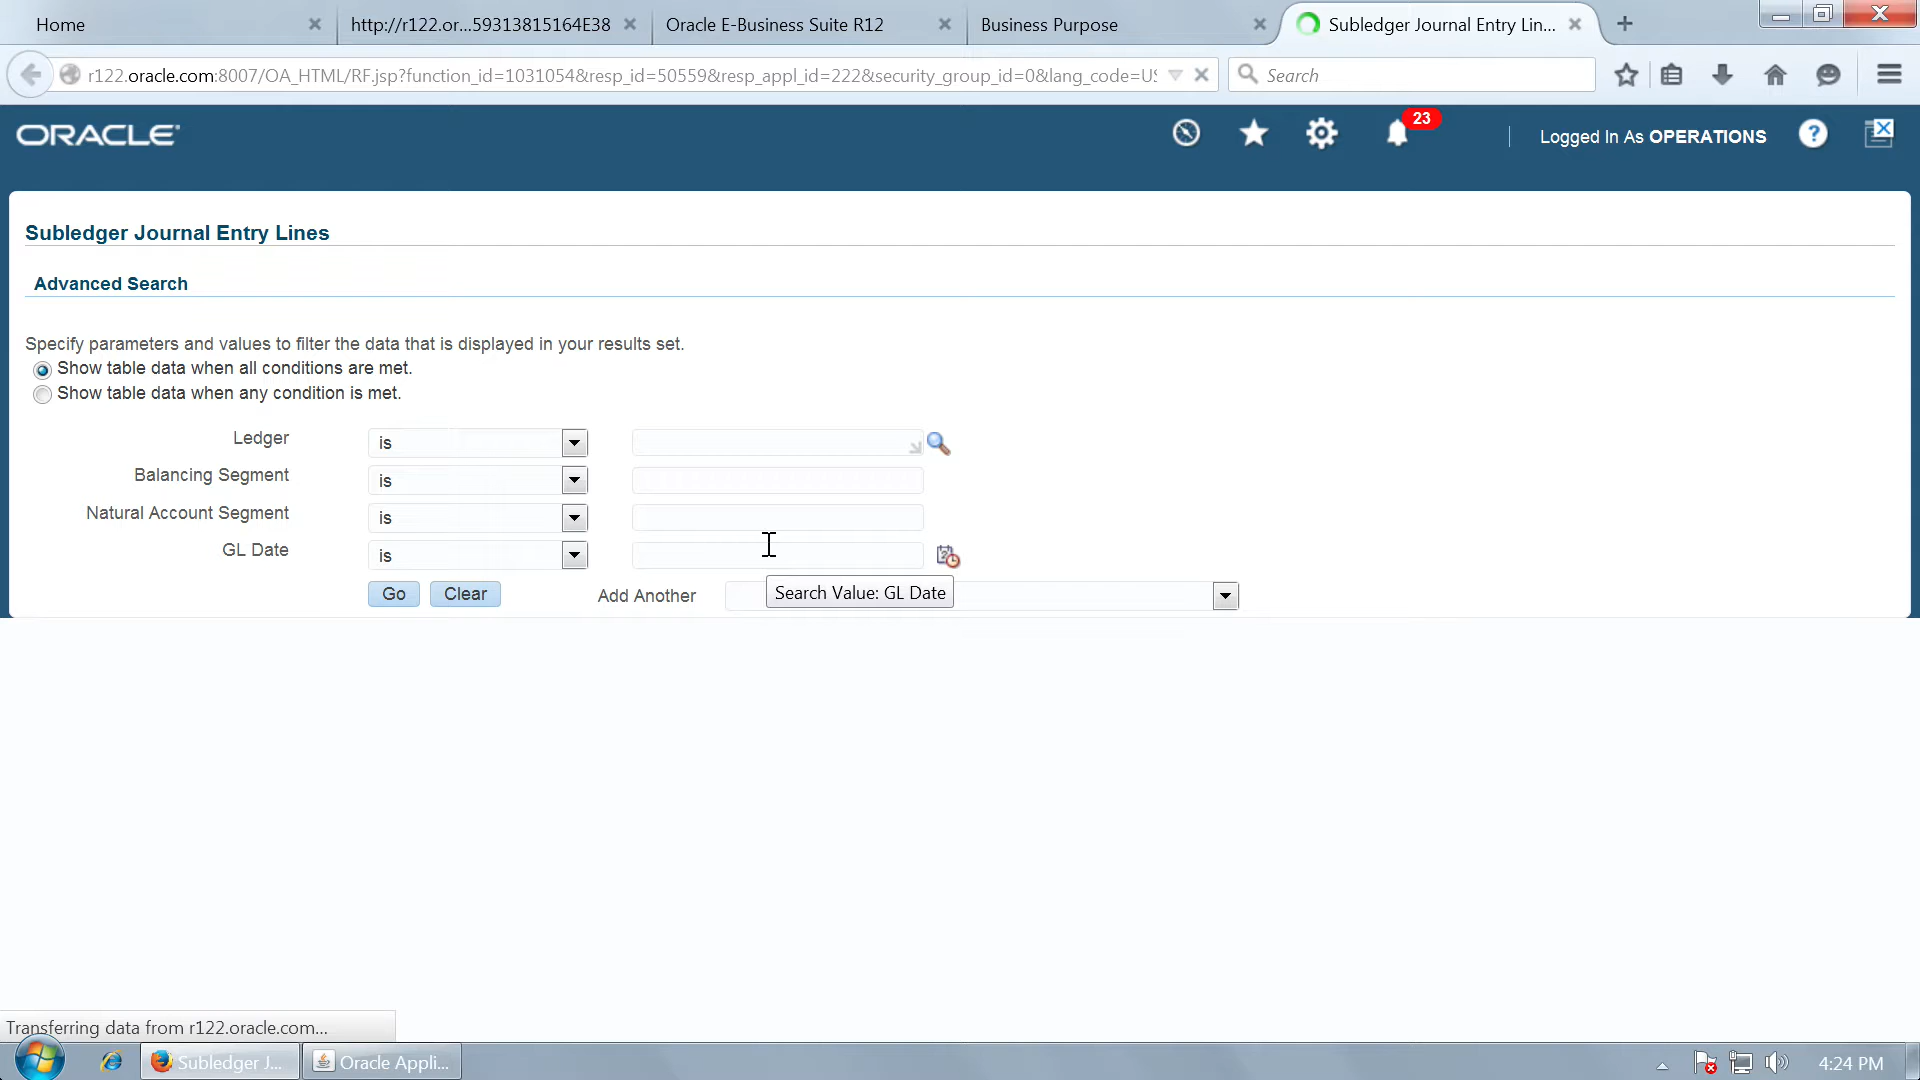 Home
http://r122.or...59313815164E38
Oracle E-Business Suite R12
Business Purpose
Subledger Journal Entry Lin...
r122.oracle.com:8007/OA_HTML/RF.jsp?function_id=1031054&resp_id=50559&resp_appl_id=222&security_group_id=0&lang_code=US
Search
ORACLE
23
Logged In As OPERATIONS
?
Subledger Journal Entry Lines
Advanced Search
Specify parameters and values to filter the data that is displayed in your results set.
Show table data when all conditions are met.
Show table data when any condition is met.
Ledger is
Balancing Segment is
Natural Account Segment is
GL Date is
Go Clear Add Another
Search Value: GL Date
Transferring data from r122.oracle.com...
Subledger J...
Oracle Appli...
4:24 PM